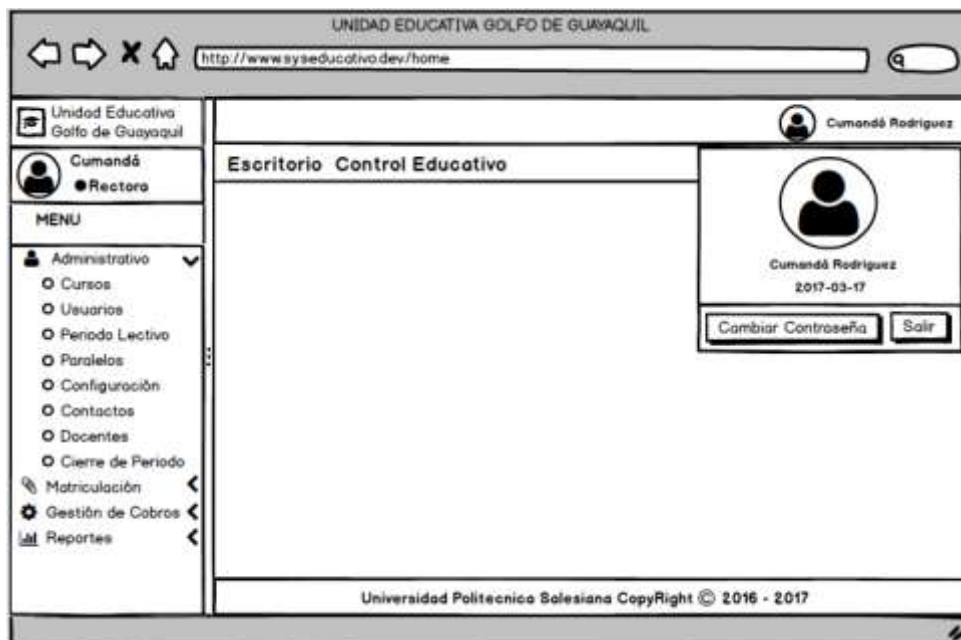 UNIDAD EDUCATIVA GOLFO DE GUAYAQUIL
http://www.syseducativo.dev/home
Unidad Educativa
Golfo de Guayaquil
Cumandá Rodriguez
Cumandá
Rectora
Escritorio Control Educativo
MENU
Administrativo
Cursos
Usuarios
Periodo Lectivo
Paralelos
Configuración
Contactos
Docentes
Cierre de Periodo
Matriculación
Gestión de Cobros
Reportes
Cumandá Rodriguez
2017-03-17
Cambiar Contraseña
Salir
Universidad Politecnica Salesiana CopyRight © 2016 - 2017